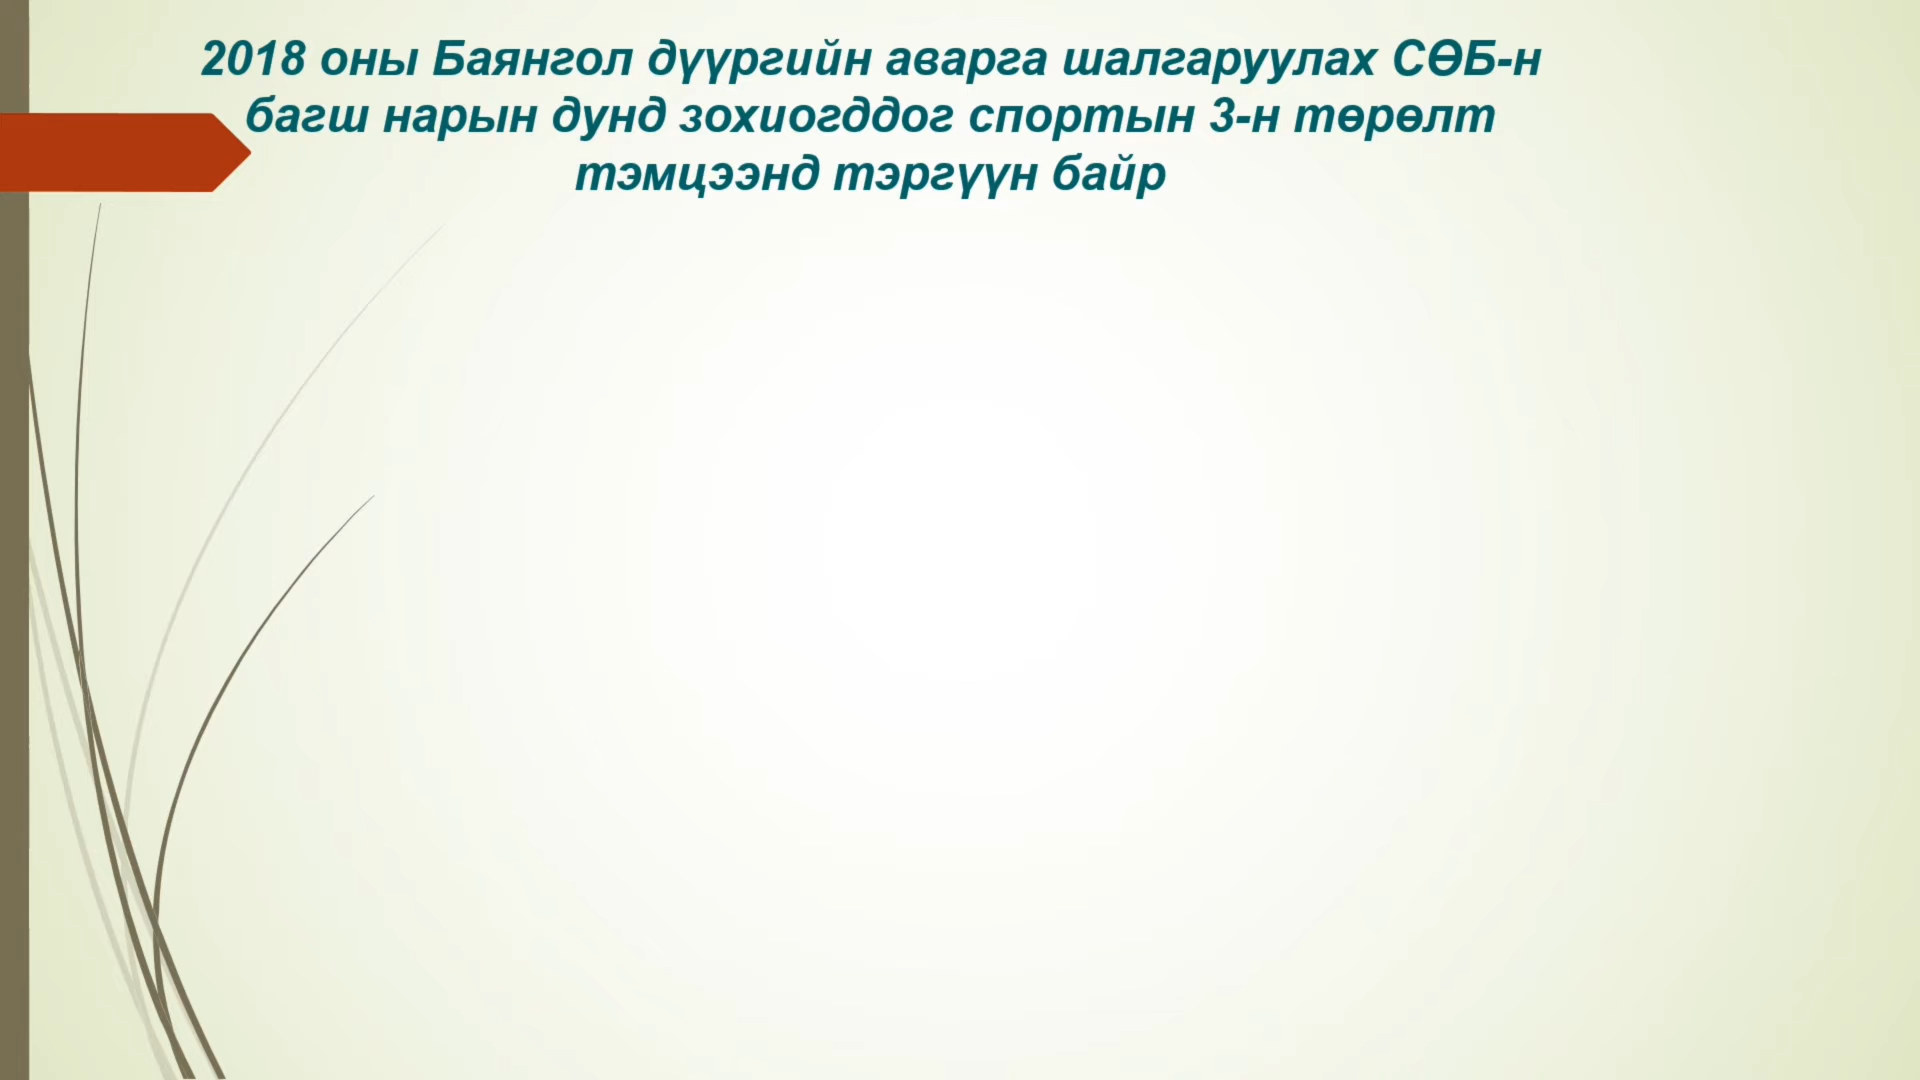 2018 оны Баянгол дүүргийн аварга шалгаруулах СӨБ-н
багш нарын дунд зохиогддог спортын 3-н төрөлт
тэмцээнд тэргүүн байр